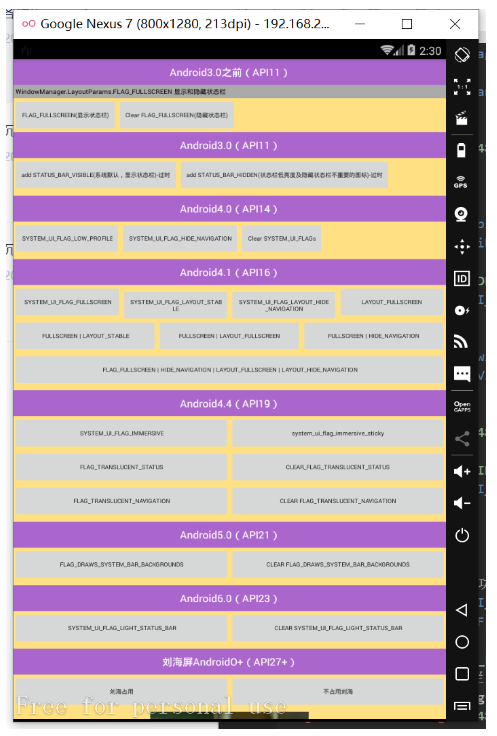 Google Nexus 7 (800x1280, 213dpi) - 192.168.2...
2:30
Android3.0之前（API11）
WindowManager.LayoutParams.FLAG_FULLSCREEN 显示和隐藏状态栏
FLAG_FULLSCREEN(显示状态栏)
Clear FLAG_FULLSCREEN(隐藏状态栏)
Android3.0（API11）
add STATUS_BAR_VISIBLE(系统默认，显示状态栏)-过时
add STATUS_BAR_HIDDEN(状态栏低亮度及隐藏状态栏不重要的图标)-过时
Android4.0（API14）
SYSTEM_UI_FLAG_LOW_PROFILE
SYSTEM_UI_FLAG_HIDE_NAVIGATION
Clear SYSTEM_UI_FLAGs
Android4.1（API16）
SYSTEM_UI_FLAG_FULLSCREEN
SYSTEM_UI_FLAG_LAYOUT_STAB
LE
SYSTEM_UI_FLAG_LAYOUT_HIDE
_NAVIGATION
LAYOUT_FULLSCREEN
FULLSCREEN | LAYOUT_STABLE
FULLSCREEN | LAYOUT_FULLSCREEN
FULLSCREEN | HIDE_NAVIGATION
FLAG_FULLSCREEN | HIDE_NAVIGATION | LAYOUT_FULLSCREEN | LAYOUT_HIDE_NAVIGATION
Android4.4（API19）
SYSTEM_UI_FLAG_IMMERSIVE
system_ui_flag_immersive_sticky
FLAG_TRANSLUCENT_STATUS
CLEAR_FLAG_TRANSLUCENT_STATUS
FLAG_TRANSLUCENT_NAVIGATION
CLEAR FLAG_TRANSLUCENT_NAVIGATION
Android5.0（API21）
FLAG_DRAWS_SYSTEM_BAR_BACKGROUNDS
CLEAR FLAG_DRAWS_SYSTEM_BAR_BACKGROUNDS
Android6.0（API23）
SYSTEM_UI_FLAG_LIGHT_STATUS_BAR
CLEAR SYSTEM_UI_FLAG_LIGHT_STATUS_BAR
刘海屏AndroidO+（API27+）
刘海占用
不占用刘海
Free for personal use
1:1
GPS
ID
Open
GAPPS